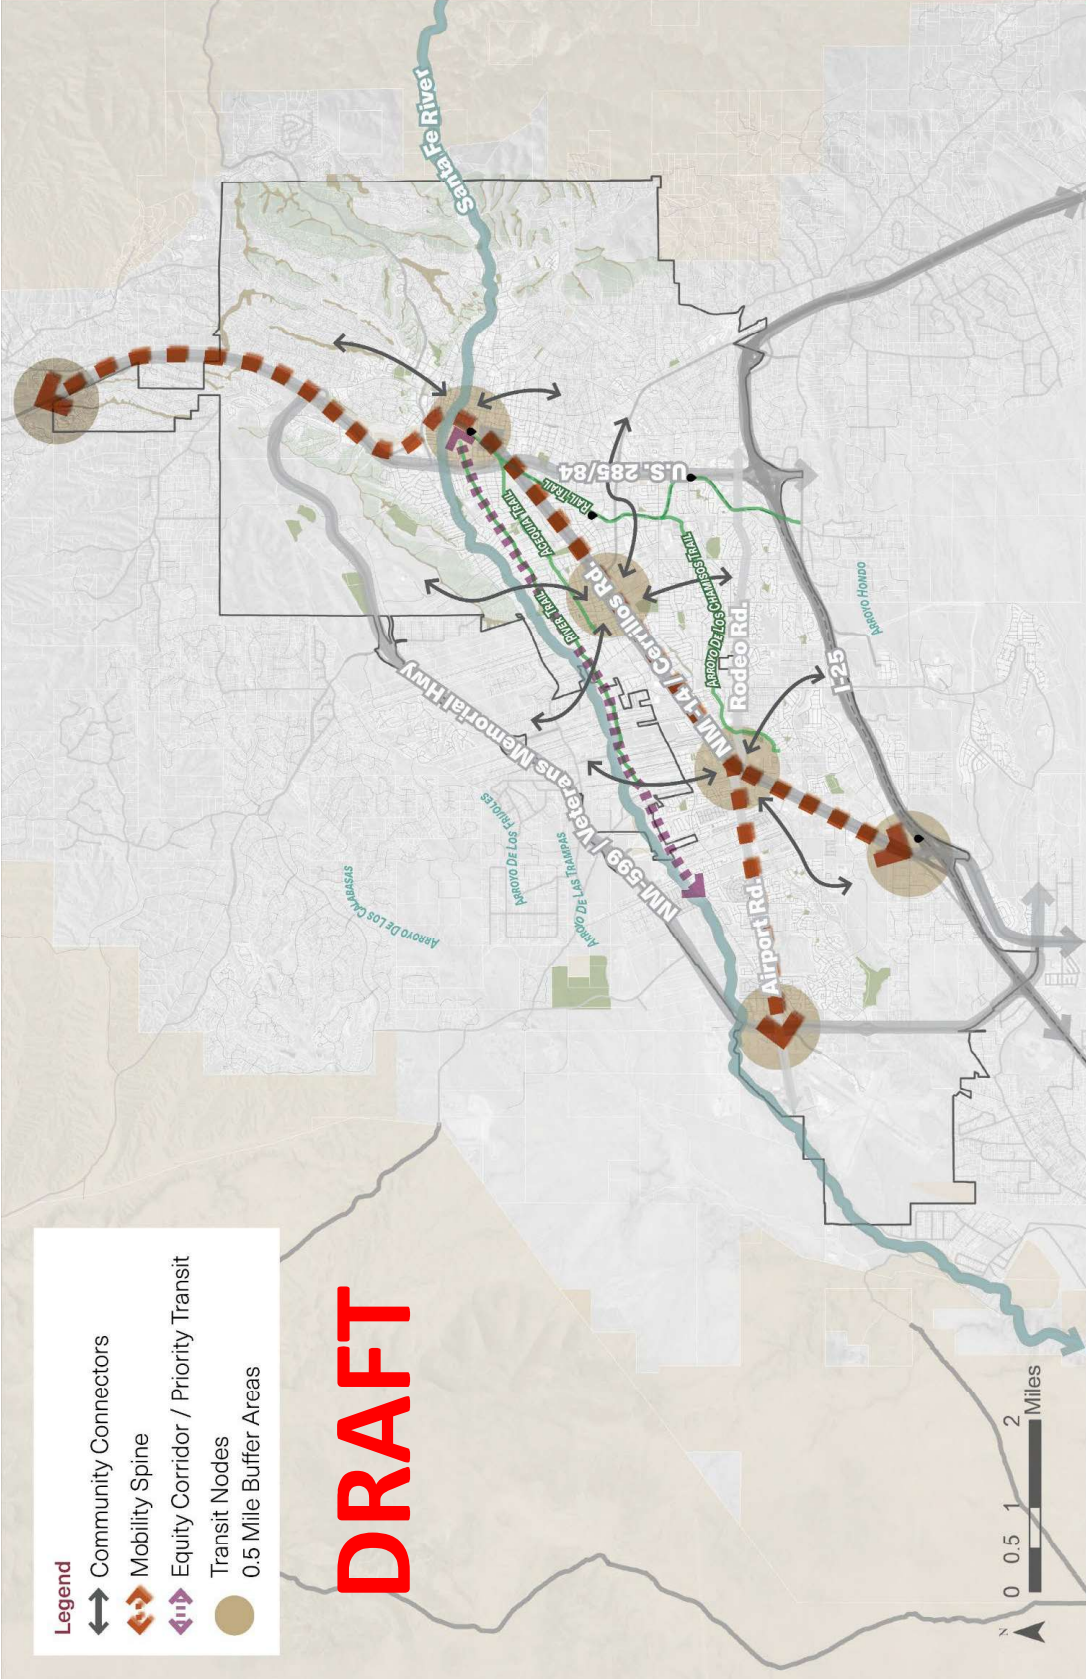 Legend
Community Connectors
Mobility Spine
Equity Corridor / Priority Transit
Transit Nodes
0.5 Mile Buffer Areas
DRAFT
Santa Fe River
U.S. 285/84
RAIL TRAIL
ACEQUIA TRAIL
RIVER TRAIL
NM-14 / Cerrillos Rd.
ARROYO DE LOS CHAMISOS TRAIL
Rodeo Rd.
I-25
ARROYO HONDO
NM-599 / Veterans Memorial Hwy
Airport Rd.
ARROYO DE LOS FRIJOLES
ARROYO DE LAS TRAMPAS
ARROYO DE LOS CALABASAS
N
0 0.5 1 2
Miles